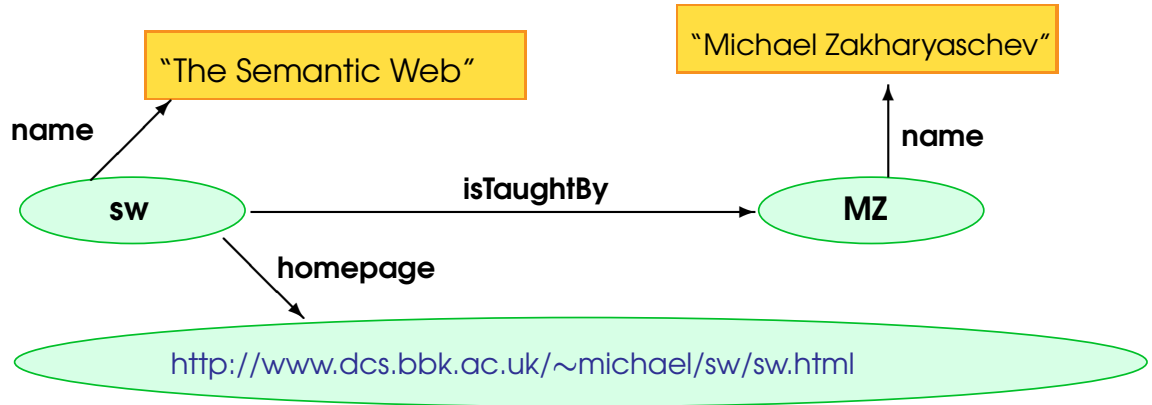 “Michael Zakharyaschev”
“The Semantic Web”
name
name
isTaughtBy
sw
MZ
homepage
http://www.dcs.bbk.ac.uk/∼michael/sw/sw.html